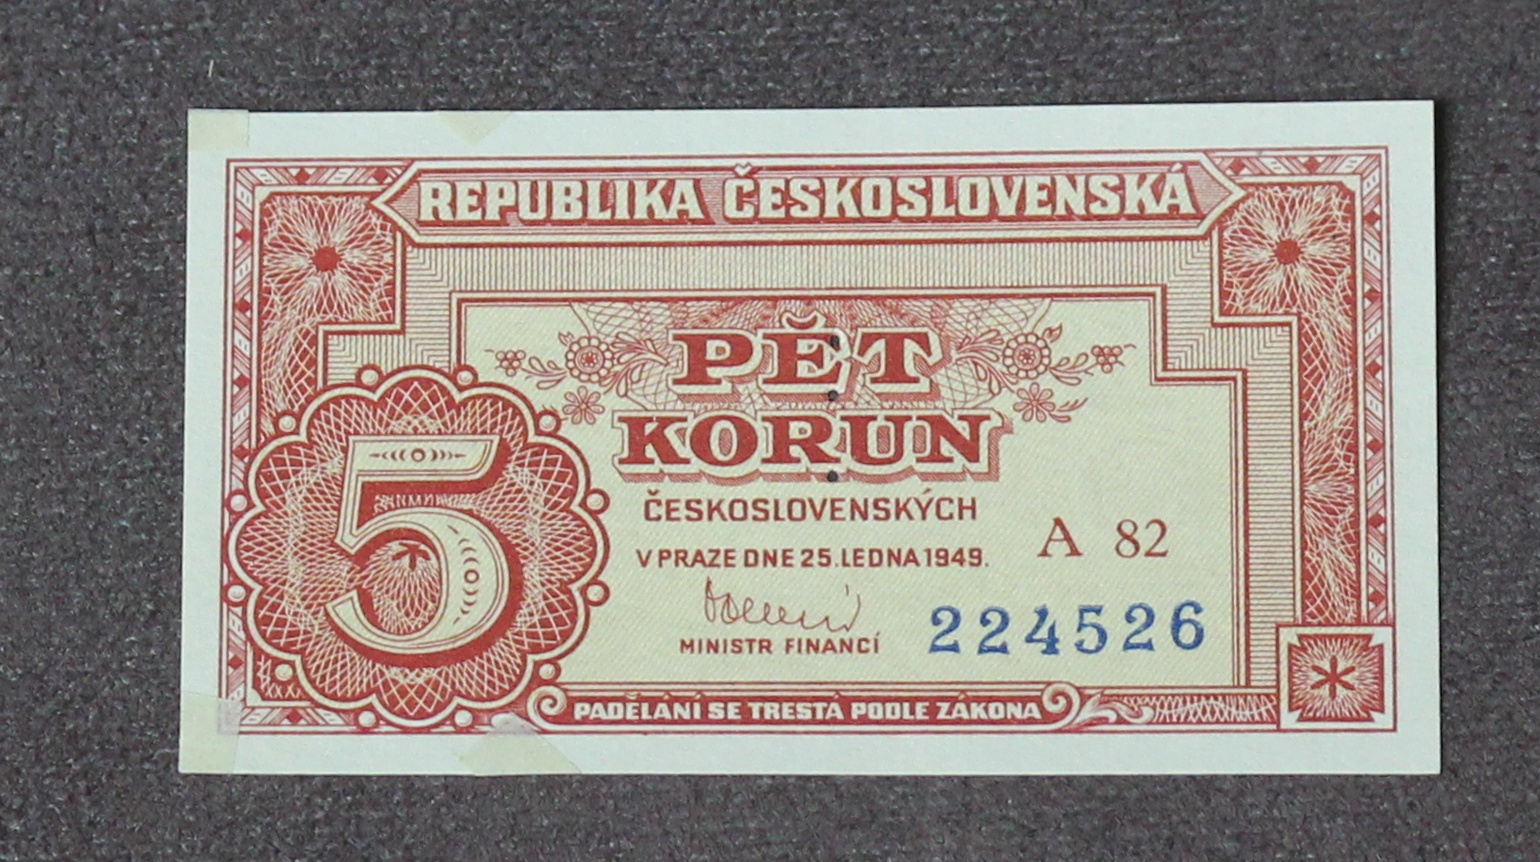 REPUBLIKA ČESKOSLOVENSKÁ
PĚT
KORUN
ČESKOSLOVENSKÝCH
V PRAZE DNE 25. LEDNA 1949.
A 82
5
224526
MINISTR FINANCÍ
PADĚLÁNÍ SE TRESTÁ PODLE ZÁKONA